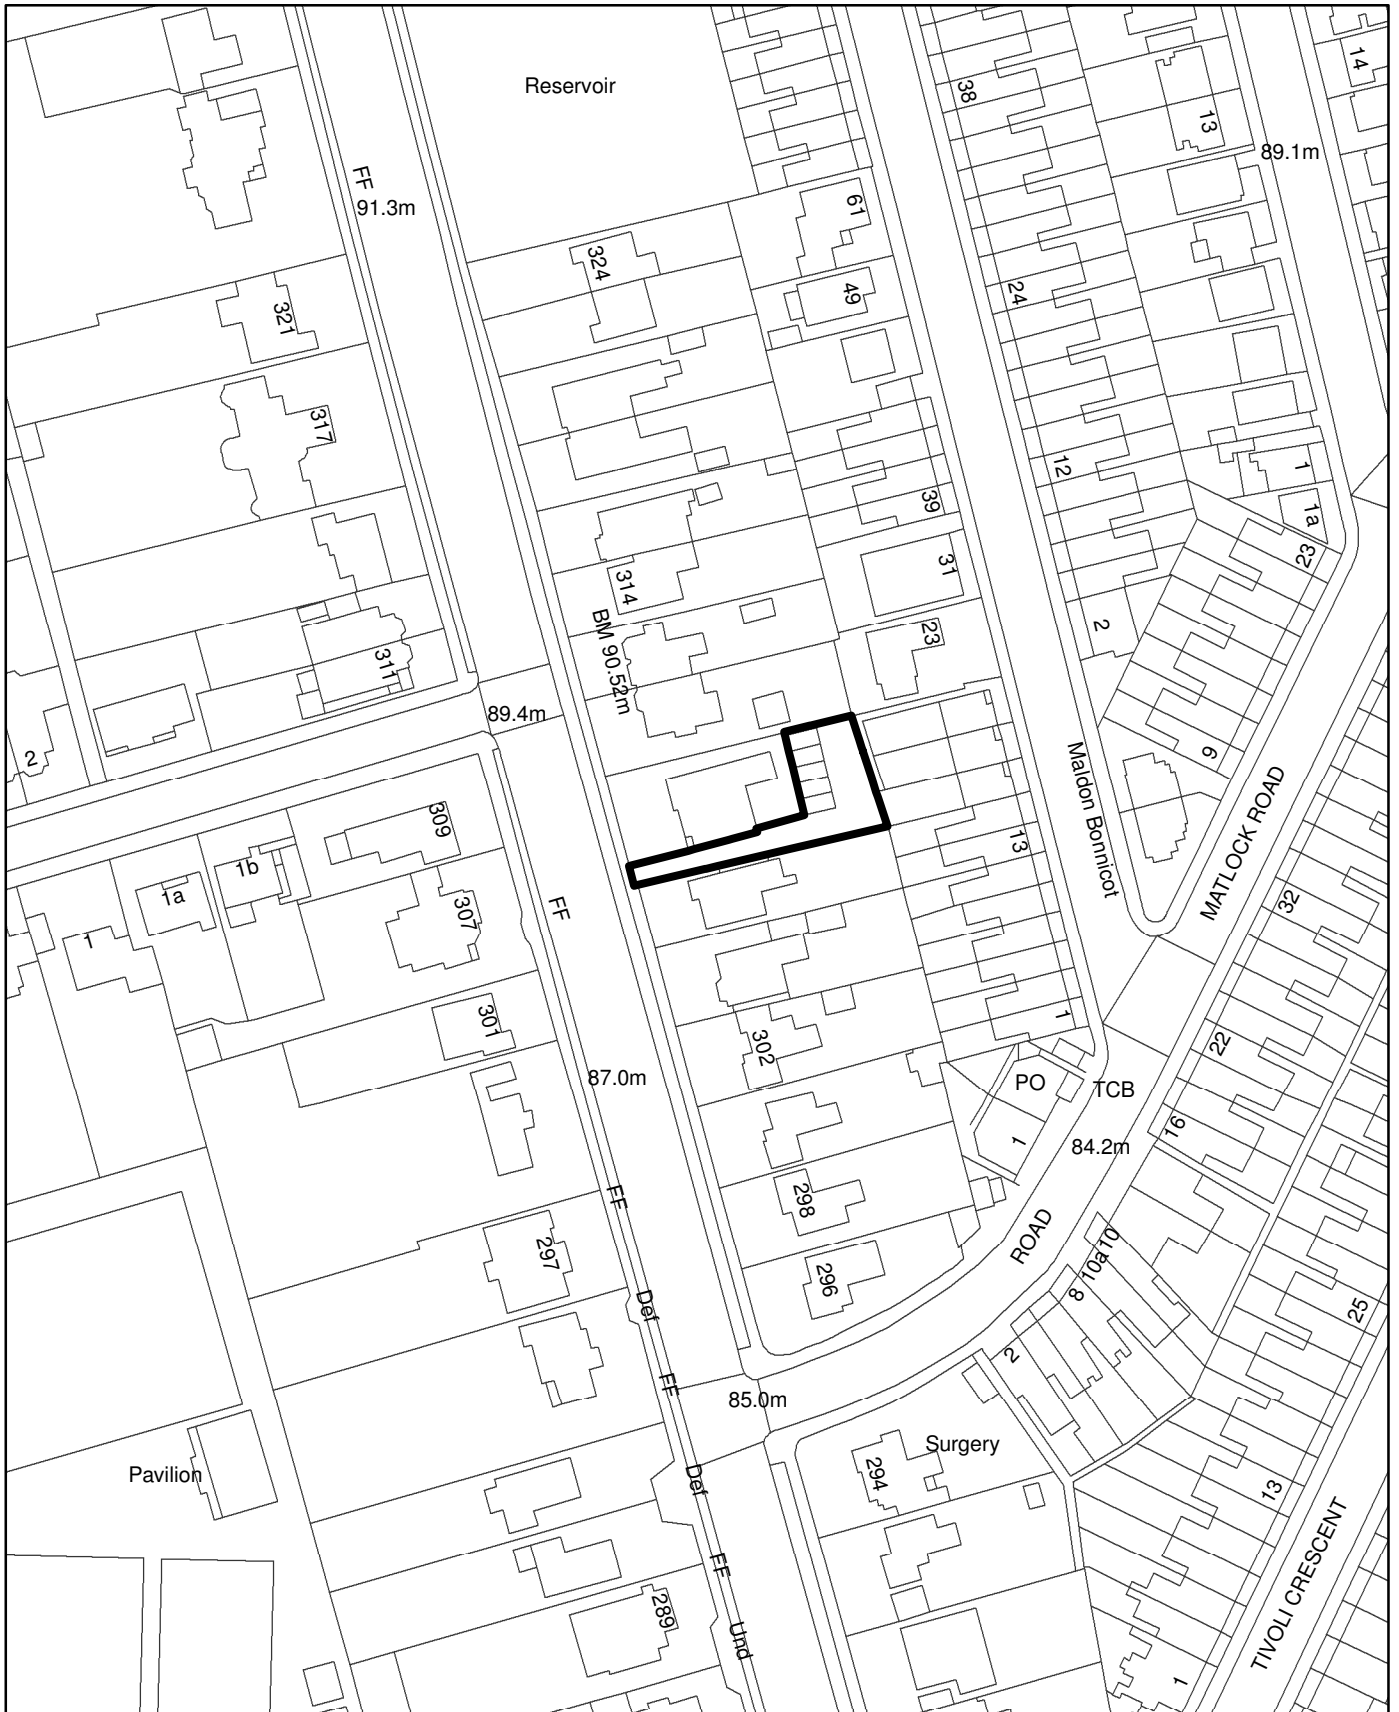 Reservoir
38
14
13
89.1m
FF
91.3m
61
324
49
24
321
317
12
1
39
1a
31
23
314
BM 90.52m
2
23
311
89.4m
2
9
Maldon Bonnicot
MATLOCK ROAD
309
13
1b
1a
307
FF
1
32
301
302
1
22
87.0m
PO
TCB
16
1
84.2m
FF
298
ROAD
297
296
10a10
8
Def
25
2
FF
85.0m
Surgery
294
Pavilion
Def
13
FF
289
Und
TIVOLI CRESCENT
1